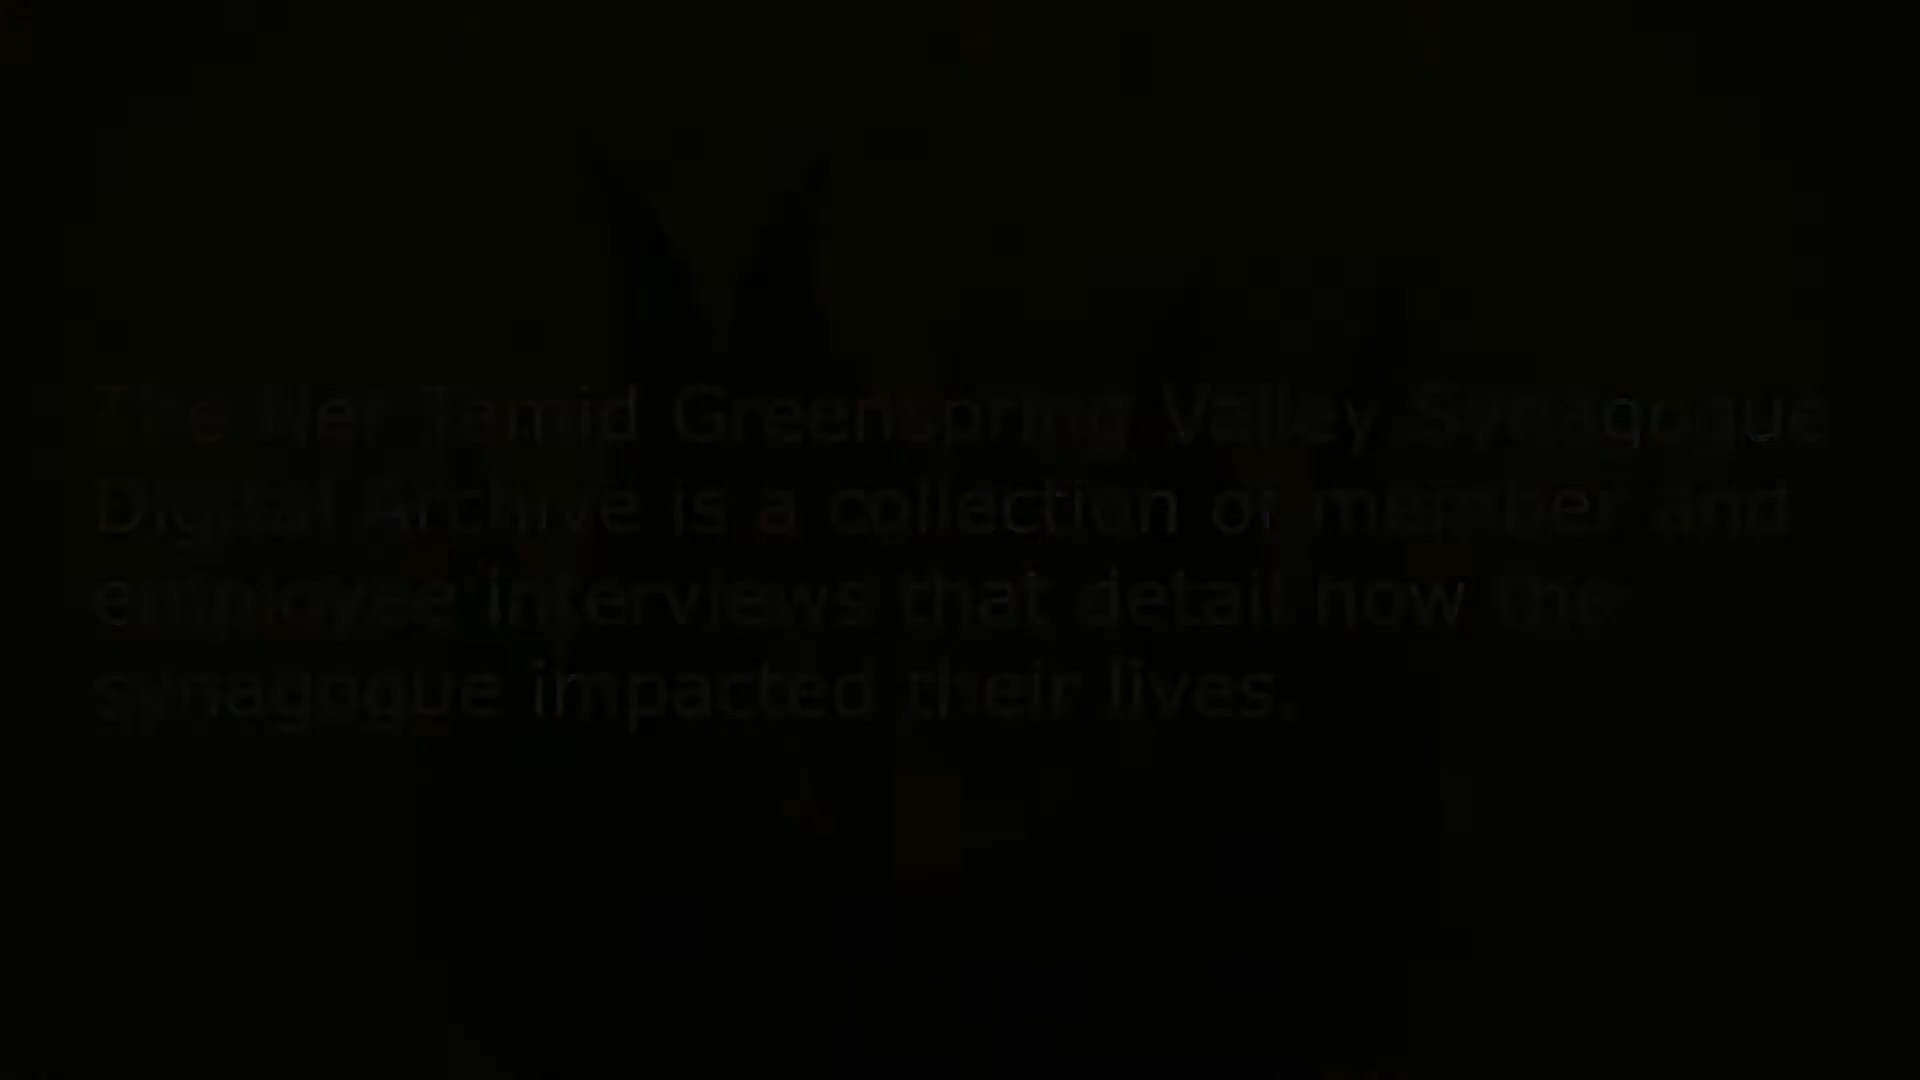 The Ner Tamid Greenspring Valley Synagogue
Digital Archive is a collection of member and
employee interviews that detail how the
synagogue impacted their lives.